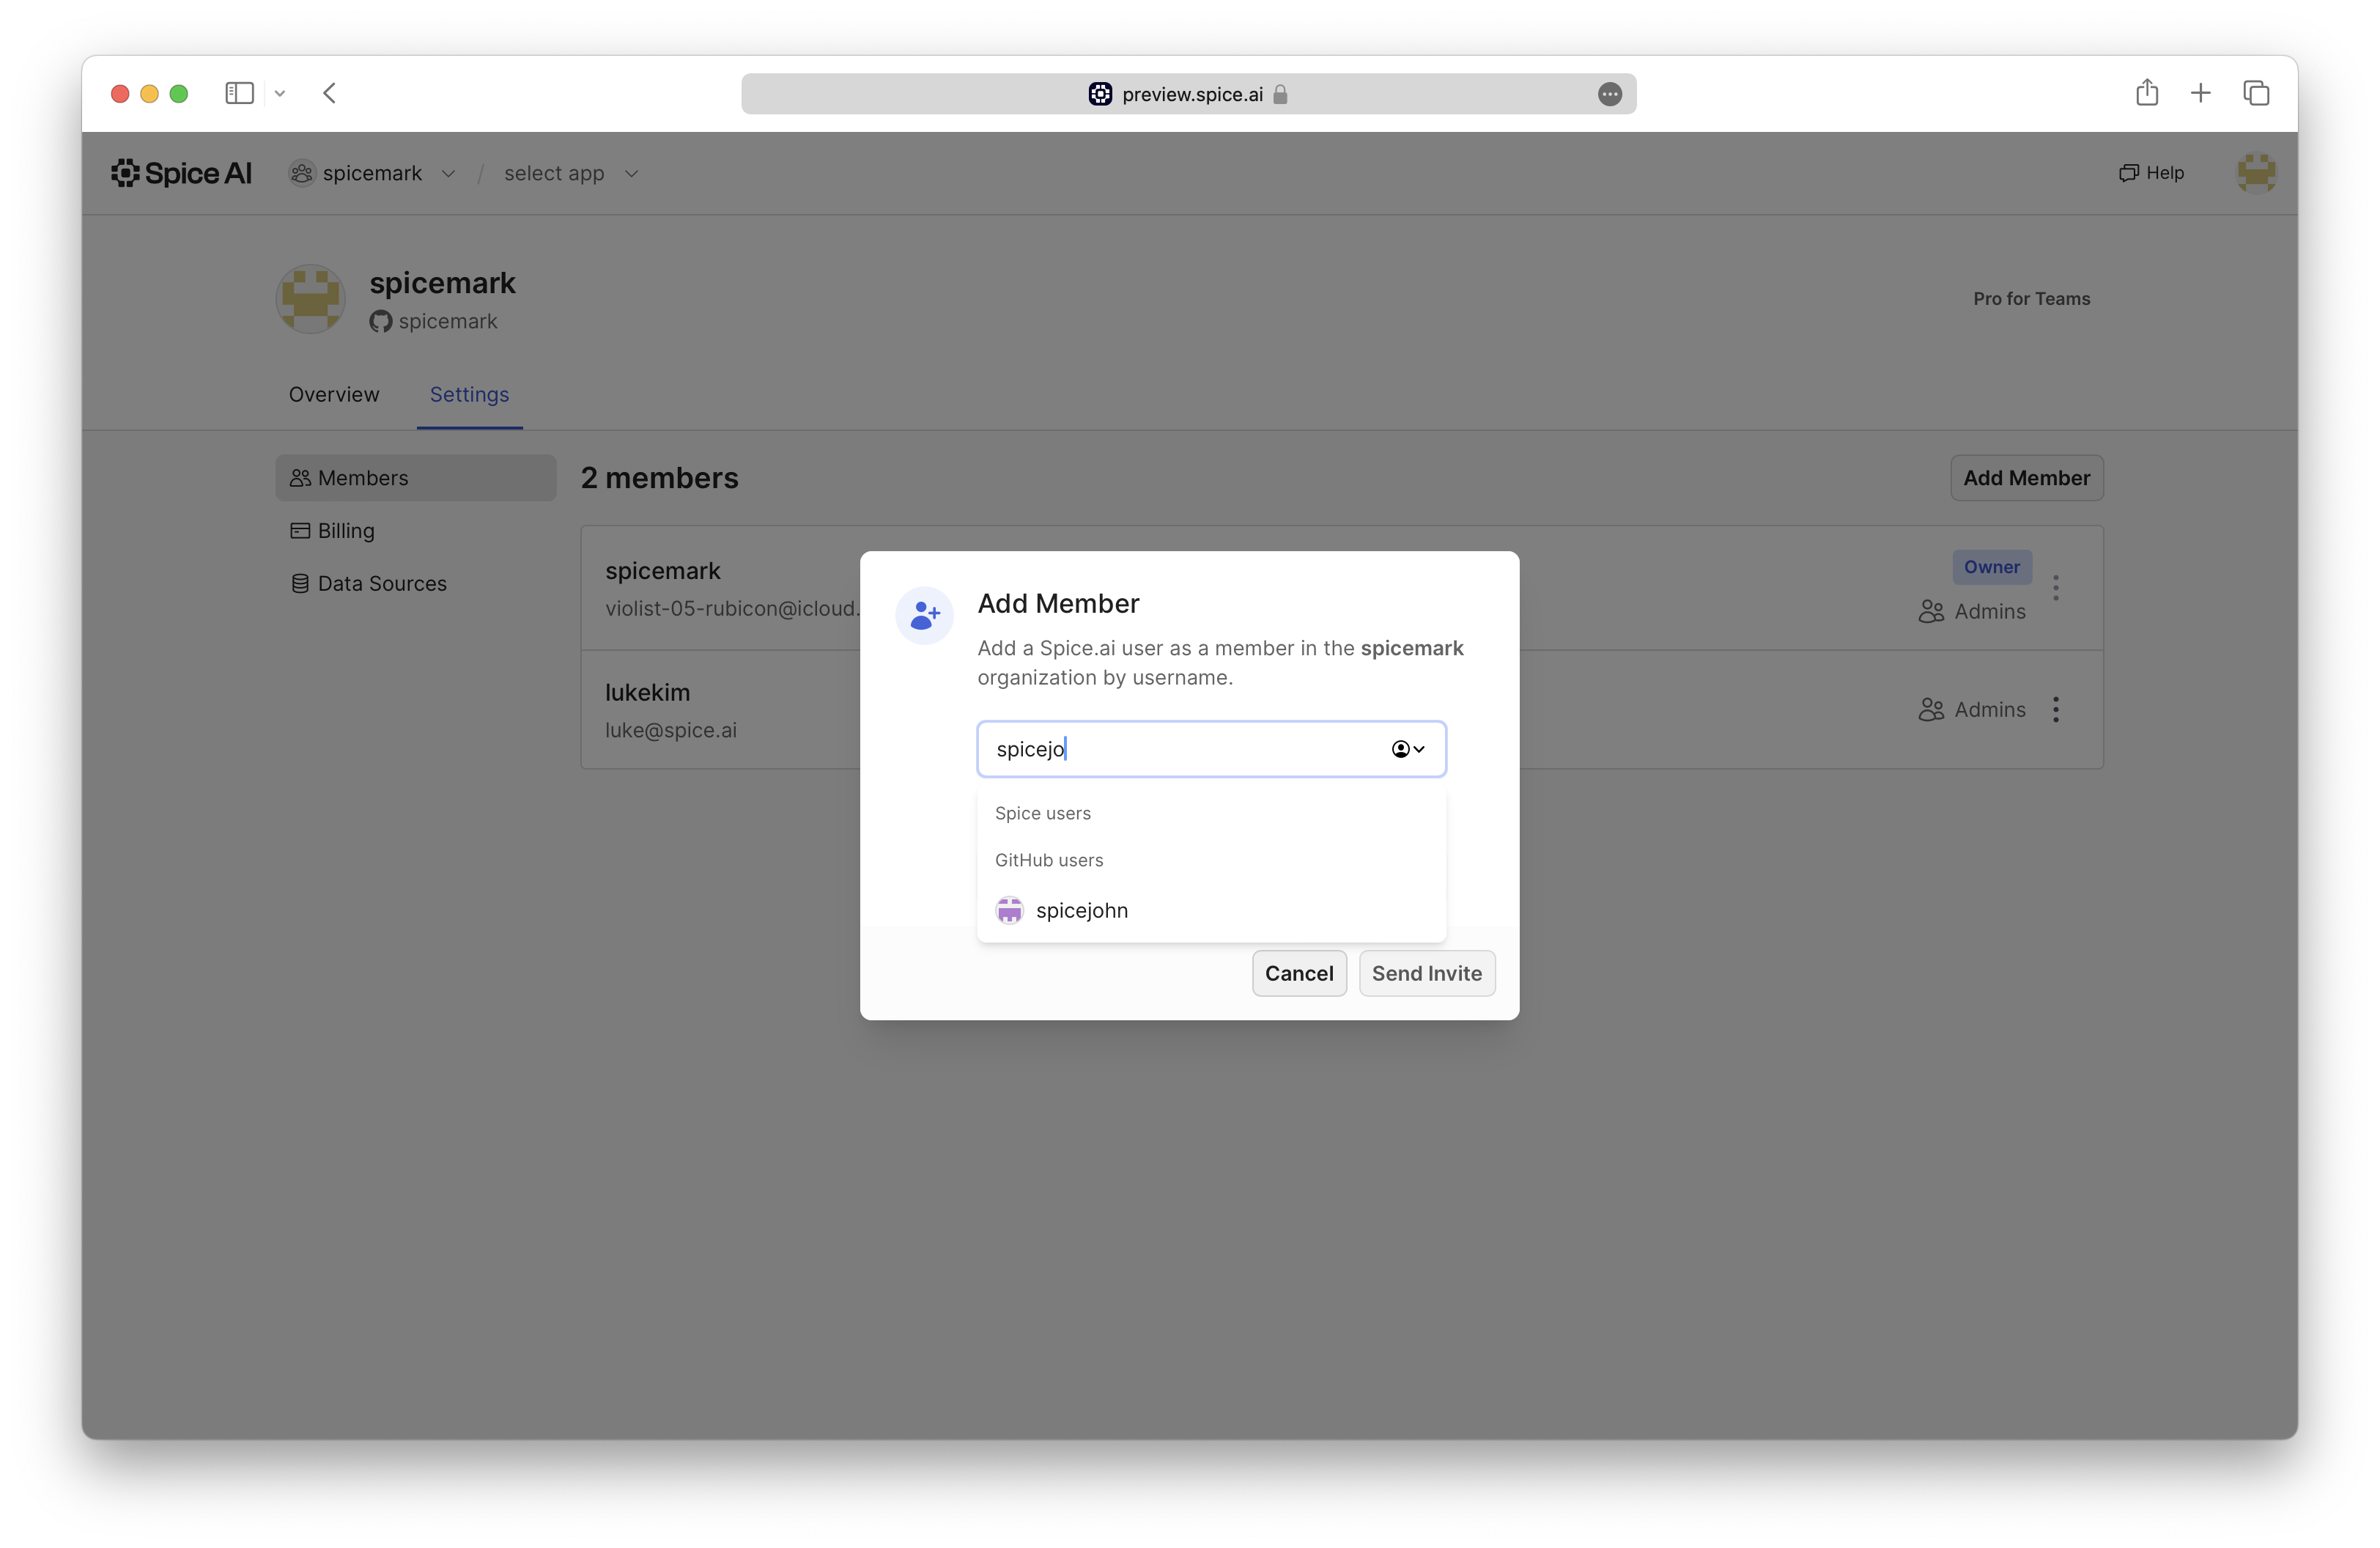 preview.spice.ai
Spice AI
spicemark
/
select app
Help
spicemark
spicemark
Pro for Teams
Overview
Settings
Members
Billing
Data Sources
2 members
Add Member
spicemark
violist-05-rubicon@icloud.
Owner
Admins
lukekim
luke@spice.ai
Admins
Add Member
Add a Spice.ai user as a member in the spicemark
organization by username.
spicejo
Spice users
GitHub users
spicejohn
Cancel
Send Invite